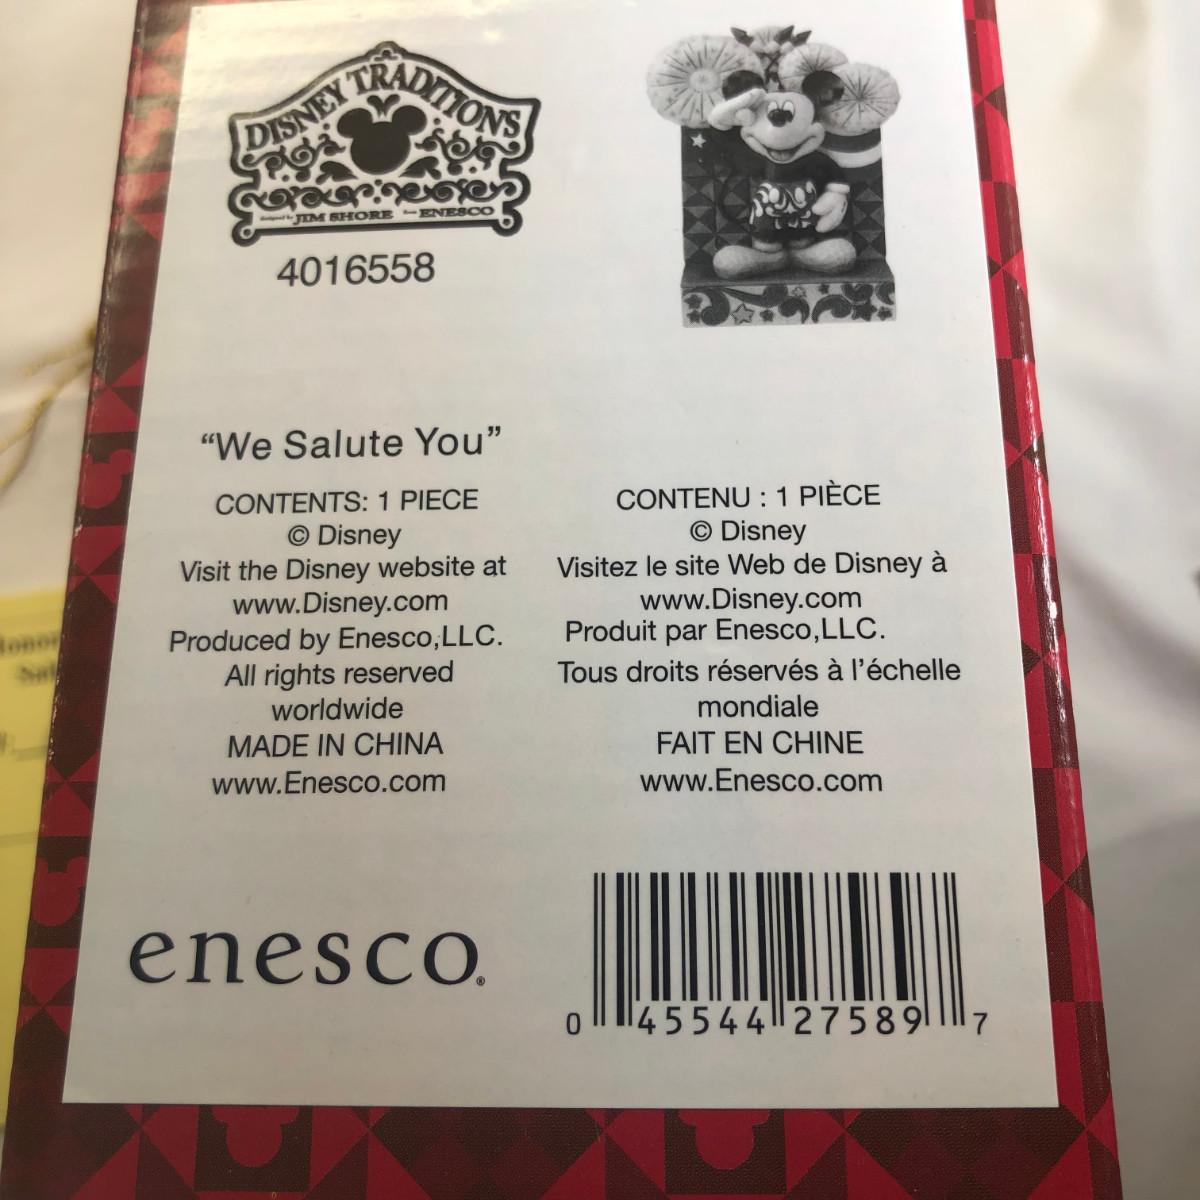 DISNEY TRADITIONS
designed by JIM SHORE from ENESCO
4016558
“We Salute You”
CONTENTS: 1 PIECE
© Disney
Visit the Disney website at
www.Disney.com
Produced by Enesco,LLC.
All rights reserved
worldwide
MADE IN CHINA
www.Enesco.com
CONTENU : 1 PIÈCE
© Disney
Visitez le site Web de Disney à
www.Disney.com
Produit par Enesco,LLC.
Tous droits réservés à l’échelle
mondiale
FAIT EN CHINE
www.Enesco.com
enesco®
0 45544 27589 7